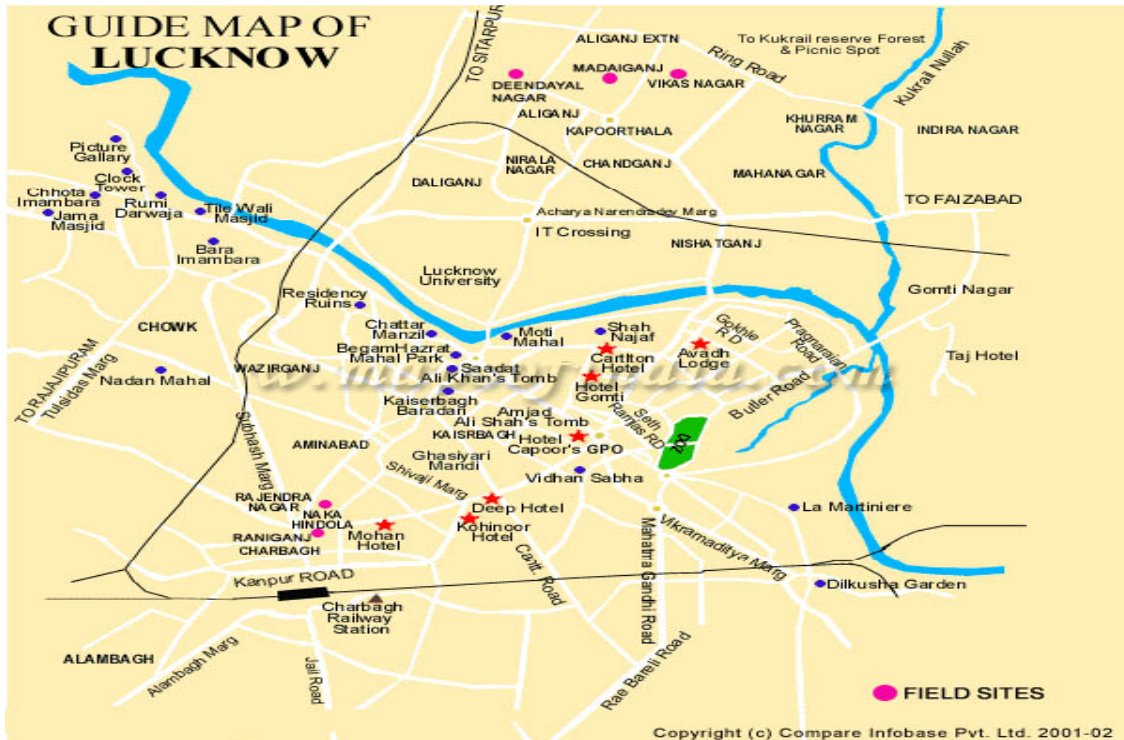 GUIDE MAP OF
LUCKNOW
TO SITARPUR
ALIGANJ EXTN
Ring Road
To Kukrail reserve Forest
& Picnic Spot
Kukrail Nullah
MADAIGANJ
DEENDAYAL
NAGAR
VIKAS NAGAR
ALIGANJ
KAPOORTHALA
KHURRAM
NAGAR
INDIRA NAGAR
Picture
Gallary
Clock
Tower
Chhota
Imambara
Rumi
Darwaja
Jama
Masjid
Tile Wali
Masjid
Bara
Imambara
NIRALA
NAGAR
CHANDGANJ
MAHANAGAR
DALIGANJ
TO FAIZABAD
Acharya Narendradev Marg
IT Crossing
NISHATGANJ
Lucknow
University
Gomti Nagar
Residency
Ruins
CHOWK
Chattar
Manzil
Moti
Mahal
Shah
Najaf
Gokhle
R D
Pragnarain
Road
BegamHazrat
Mahal Park
Carltton
Hotel
Avadh
Lodge
Taj Hotel
TO RAJAJIPURAM
Tulsidas Marg
Nadan Mahal
WAZIRGANJ
Saadat
Ali Khan's Tomb
Hotel
Gomti
Butler Road
Kaiserbagh
Baradari
Amjad
Ali Shah's Tomb
Seth
Ramjas RD
Subhash Marg
AMINABAD
KAISRBAGH
Hotel
Capoor's
GPO
ZOO
Ghasiyari
Mandi
Vidhan Sabha
Shivaji Marg
RAJENDRA
NAGAR
NAKA
HINDOLA
Deep Hotel
La Martiniere
RANIGANJ
CHARBAGH
Mohan
Hotel
Kohinoor
Hotel
Vikramaditya Marg
Mahatma Gandhi Road
Kanpur ROAD
Cantt. Road
Dilkusha Garden
Charbagh
Railway
Station
ALAMBAGH
Alambagh Marg
Jail Road
Rae Bareli Road
FIELD SITES
Copyright (c) Compare Infobase Pvt. Ltd. 2001-02